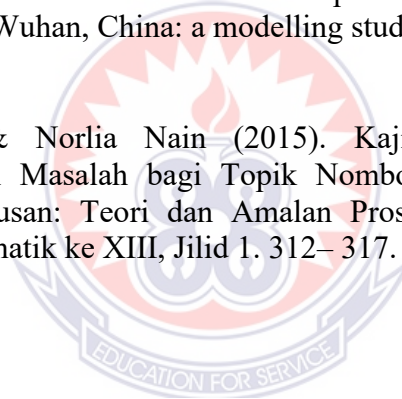 Wuhan, China: a modelling stud
& Norlia Nain (2015). Kaj
Masalah bagi Topik Nombo
usan: Teori dan Amalan Pros
natik ke XIII, Jilid 1. 312– 317.
EDUCATION FOR SERVICE